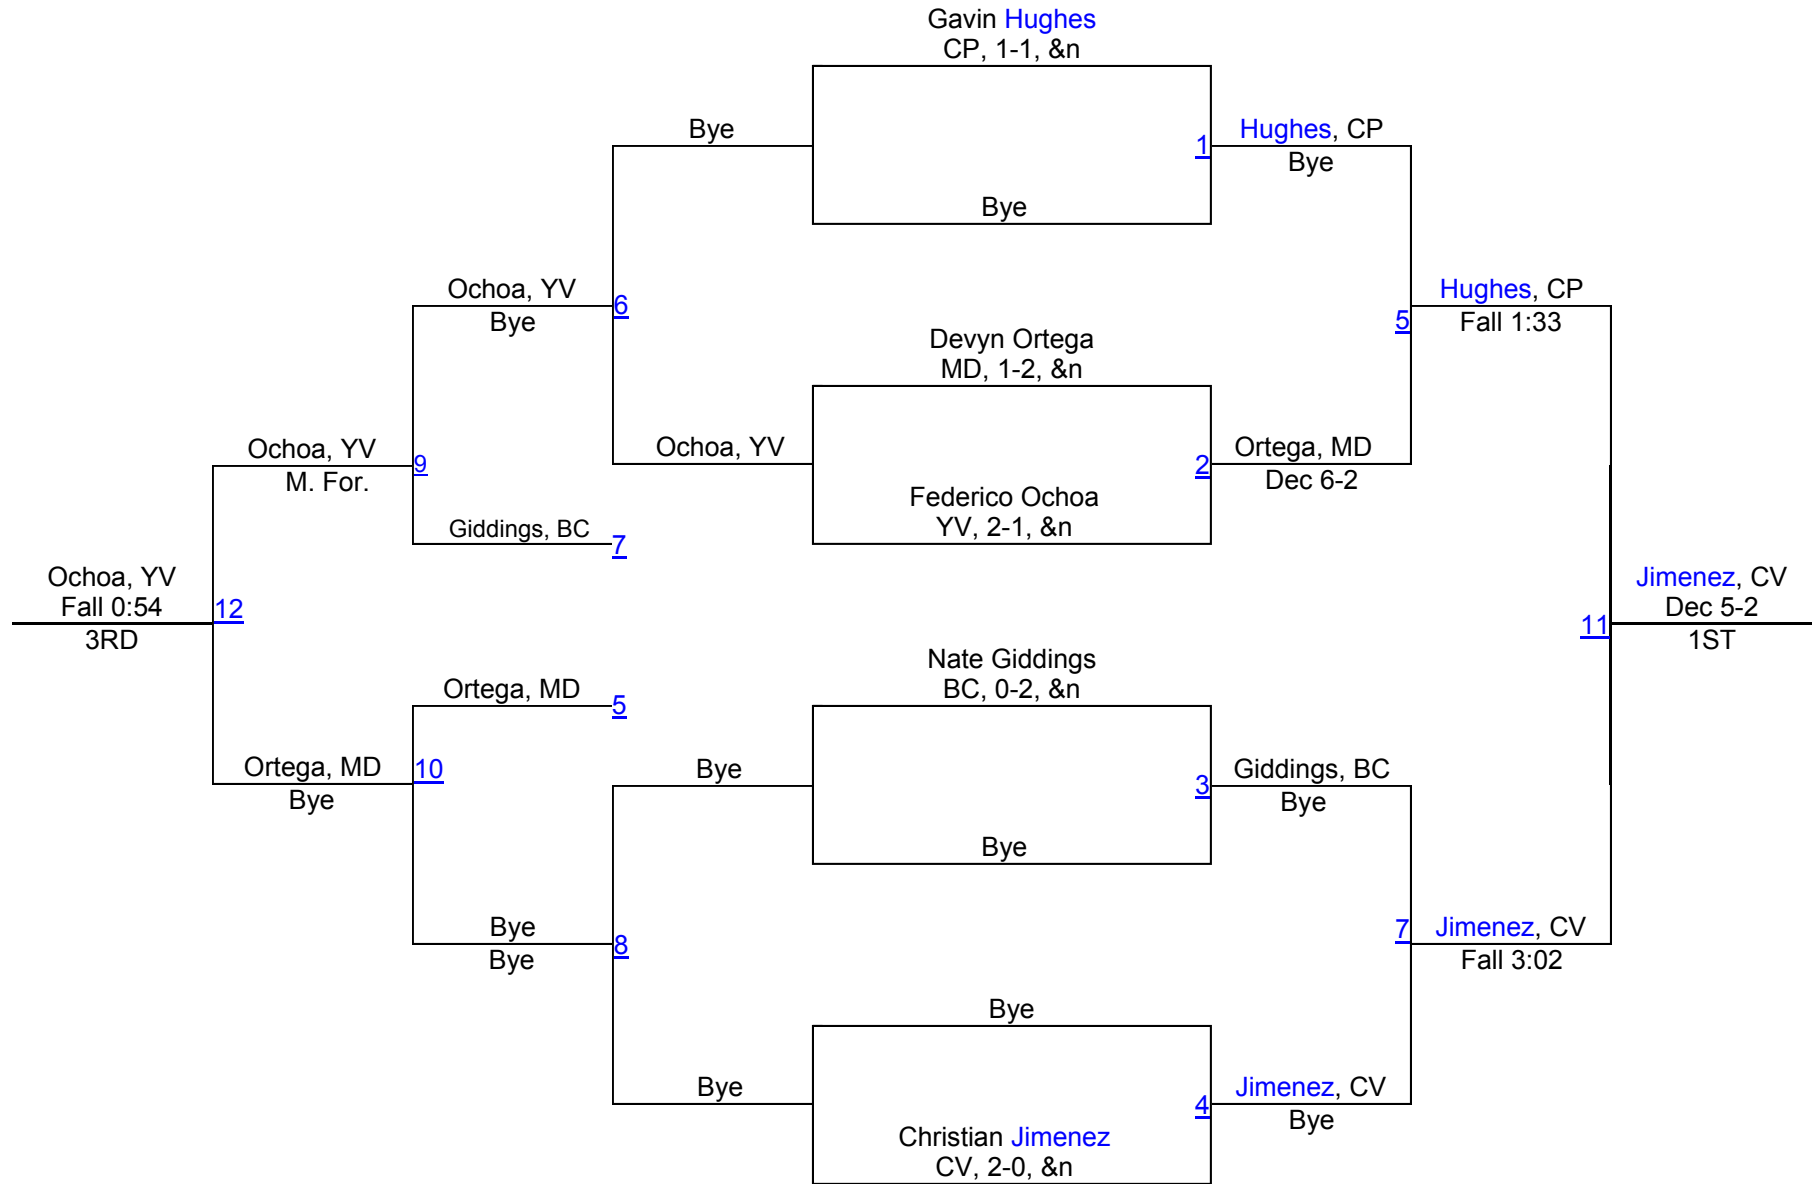 Gavin Hughes
CP, 1-1, &n
Bye
1
Hughes, CP
Bye
Bye
Ochoa, YV
Bye
6
Hughes, CP
Fall 1:33
5
Devyn Ortega
MD, 1-2, &n
Ochoa, YV
M. For.
9
Ochoa, YV
2
Ortega, MD
Dec 6-2
Federico Ochoa
YV, 2-1, &n
Giddings, BC
7
Ochoa, YV
Fall 0:54
3RD
12
Jimenez, CV
Dec 5-2
1ST
11
Nate Giddings
BC, 0-2, &n
Ortega, MD
5
Ortega, MD
Bye
10
Bye
3
Giddings, BC
Bye
Bye
Bye
Bye
8
7
Jimenez, CV
Fall 3:02
Bye
Bye
4
Jimenez, CV
Bye
Christian Jimenez
CV, 2-0, &n